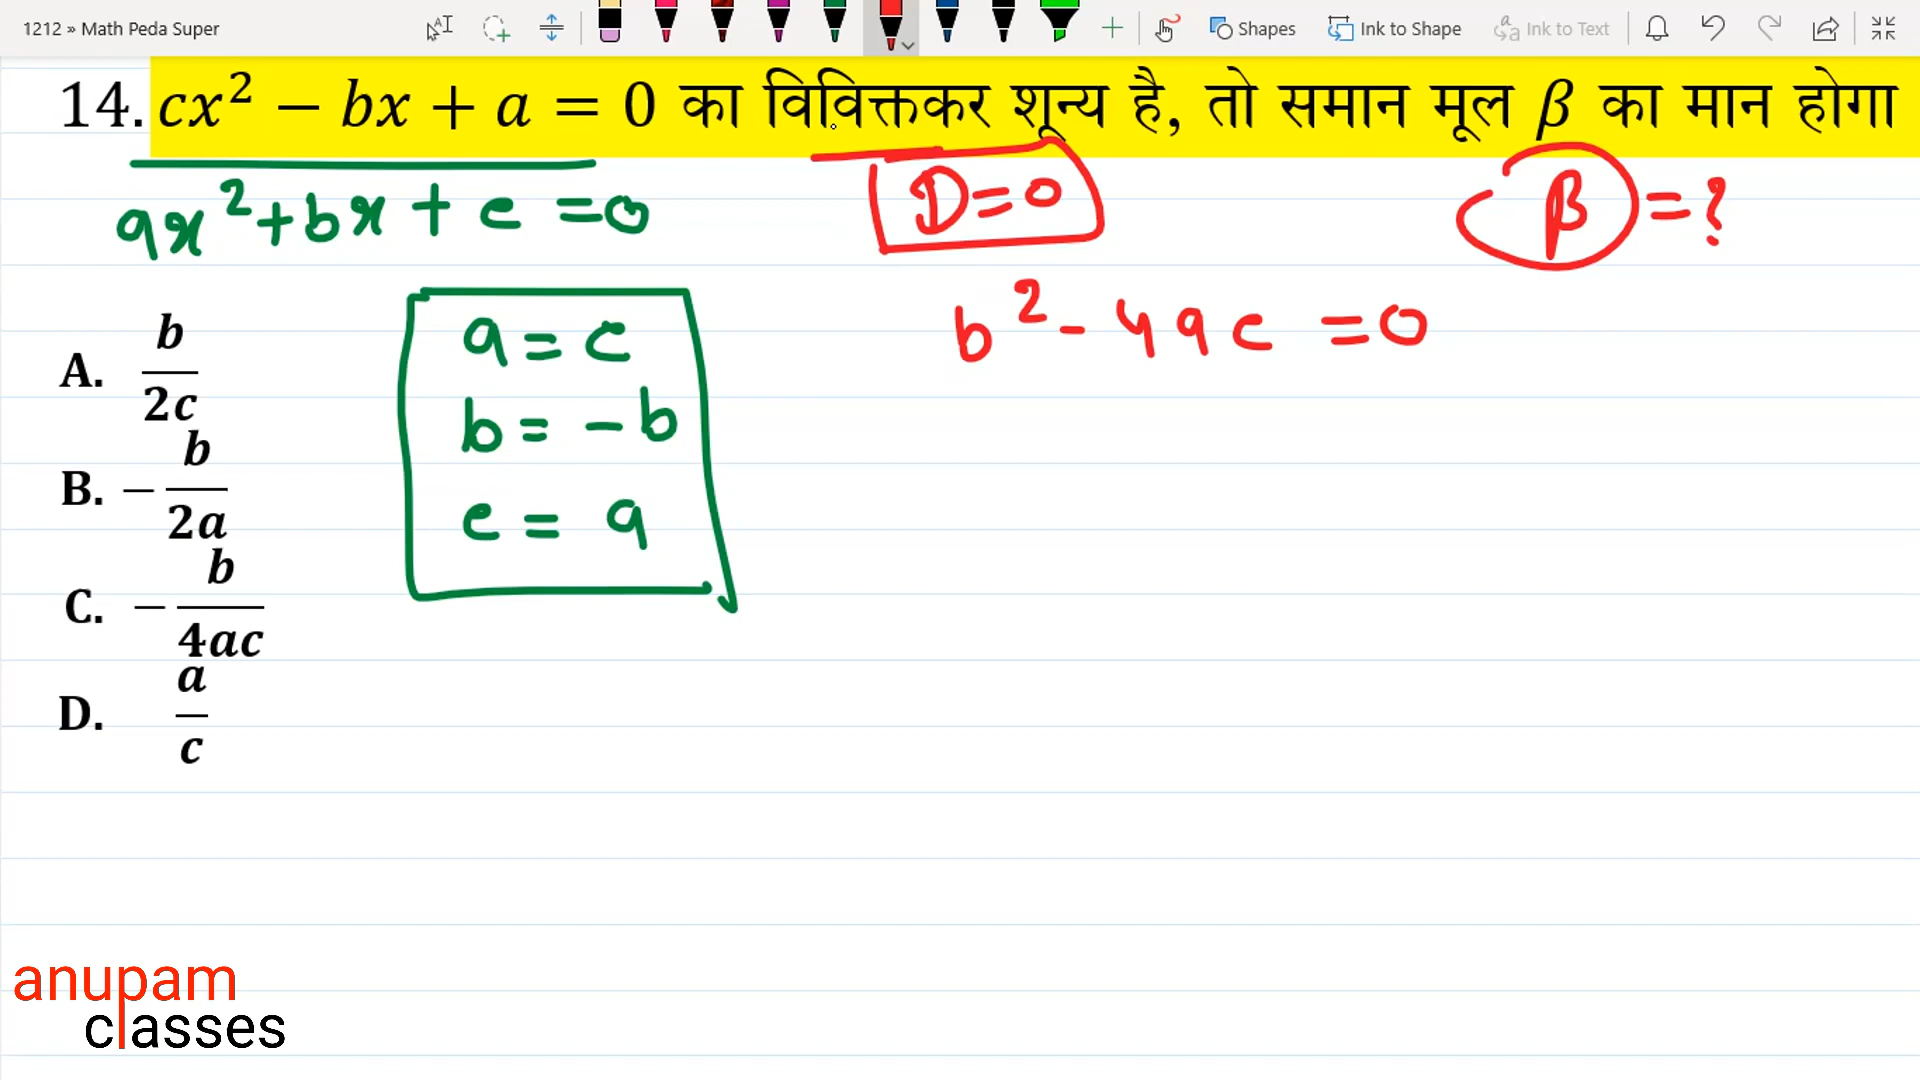 1212 » Math Peda Super
Shapes
Ink to Shape
Ink to Text
14. cx² − bx + a = 0 का विविक्तकर शून्य है, तो समान मूल β का मान होगा
ax² + bx + c = 0
D = 0
β = ?
b² - 4ac = 0
a = c
b = - b
c = a
A. b/2c
B. − b/2a
C. − b/4ac
D. a/c
anupam
classes